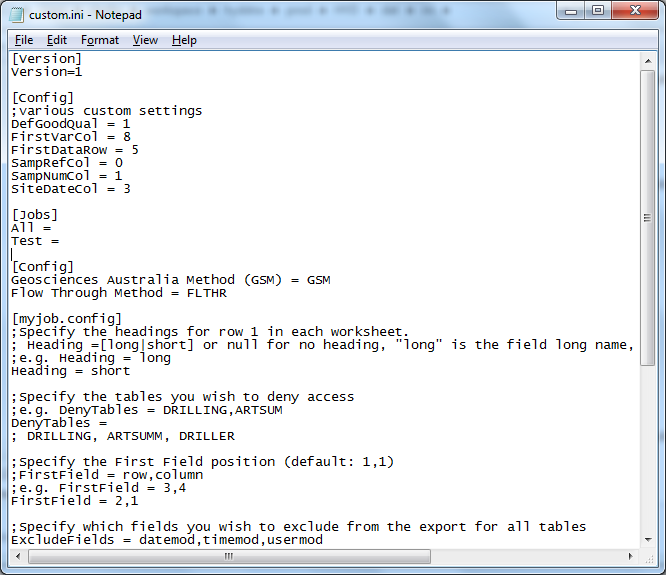 custom.ini - Notepad
File Edit Format View Help
[Version]
Version=1
[Config]
;various custom settings
DefGoodQual = 1
FirstVarCol = 8
FirstDataRow = 5
SampRefCol = 0
SampNumCol = 1
SiteDateCol = 3
[Jobs]
All =
Test =
[Config]
Geosciences Australia Method (GSM) = GSM
Flow Through Method = FLTHR
[myjob.config]
;Specify the headings for row 1 in each worksheet.
; Heading =[long|short] or null for no heading, "long" is the field long name,
;e.g. Heading = long
Heading = short
;Specify the tables you wish to deny access
;e.g. DenyTables = DRILLING,ARTSUM
DenyTables =
; DRILLING, ARTSUMM, DRILLER
;Specify the First Field position (default: 1,1)
;FirstField = row,column
;e.g. FirstField = 3,4
FirstField = 2,1
;Specify which fields you wish to exclude from the export for all tables
ExcludeFields = datemod,timemod,usermod